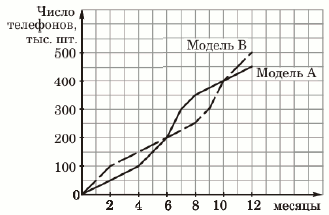 Число
телефонов,
тыс. шт.
Модель В
Модель А
500
400
300
200
100
0
2 4 6 8 10 12 месяцы